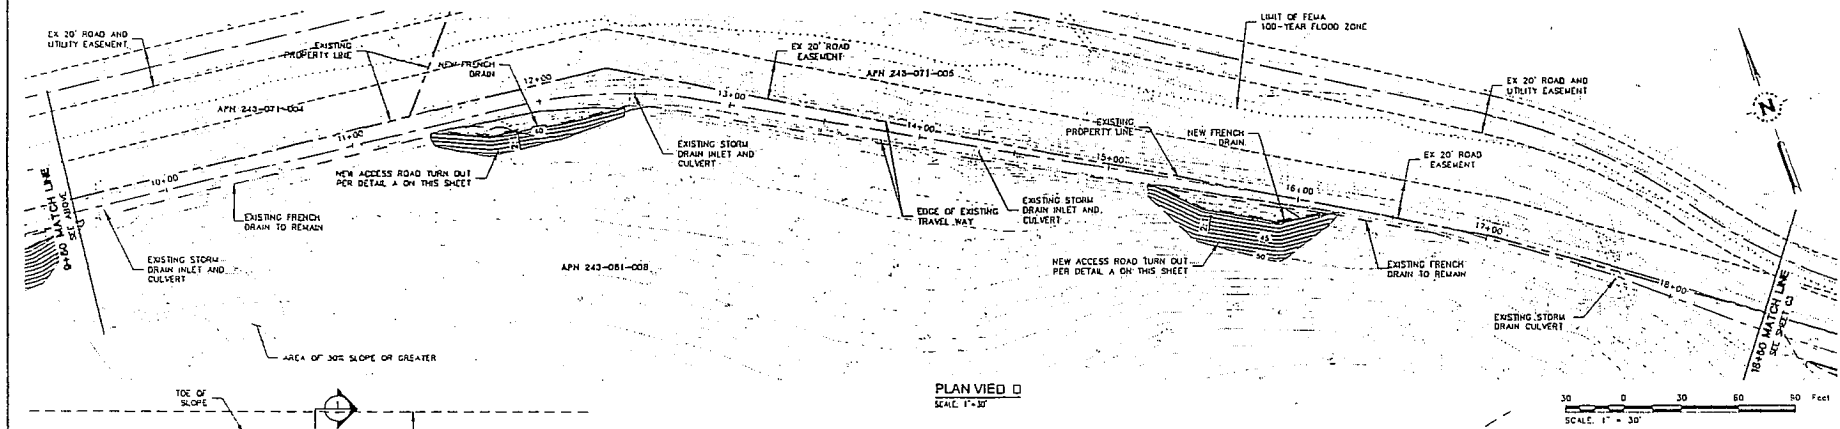 EX 20' ROAD AND
UTILITY EASEMENT
EXISTING
PROPERTY LINE
NEW FRENCH
DRAIN
12+00
EX 20' ROAD
EASEMENT
13+00
APN 243-071-005
LIMIT OF FEMA
100-YEAR FLOOD ZONE
EX 20' ROAD AND
UTILITY EASEMENT
N
APN 243-071-004
11+00
10+00
NEW ACCESS ROAD TURN OUT
PER DETAIL A ON THIS SHEET
EXISTING STORM
DRAIN INLET AND
CULVERT
14+00
EXISTING
PROPERTY LINE
15+00
NEW FRENCH
DRAIN
16+00
EX 20' ROAD
EASEMENT
17+00
18+00
9+60 MATCH LINE
SEE ABOVE
EXISTING FRENCH
DRAIN TO REMAIN
EXISTING STORM
DRAIN INLET AND
CULVERT
EDGE OF EXISTING
TRAVEL WAY
EXISTING STORM
DRAIN INLET AND
CULVERT
45
50
NEW ACCESS ROAD TURN OUT
PER DETAIL A ON THIS SHEET
EXISTING FRENCH
DRAIN TO REMAIN
EXISTING STORM
DRAIN CULVERT
18+60 MATCH LINE
SEE SHEET C3
APN 243-081-008
AREA OF 30% SLOPE OR GREATER
TOE OF
SLOPE
1
PLAN VIED D
SCALE: 1"=30'
30 0 30 60 90 Feet
SCALE: 1" = 30'